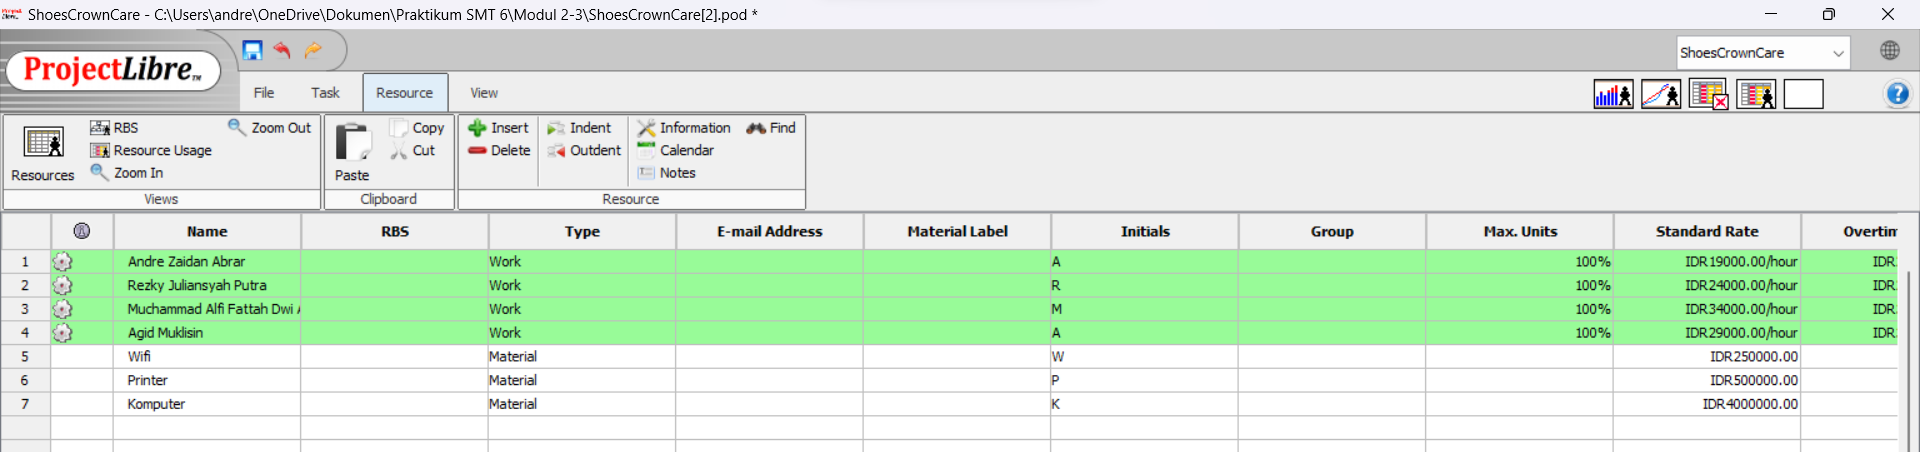 ShoesCrownCare - C:\Users\andre\OneDrive\Dokumen\Praktikum SMT 6\Modul 2-3\ShoesCrownCare[2].pod *
ProjectLibre TM
ShoesCrownCare
File Task Resource View
Resources
RBS
Resource Usage
Zoom In
Zoom Out
Views
Paste
Copy
Cut
Clipboard
Insert
Delete
Indent
Outdent
Information
Calendar
Notes
Find
Resource
Name RBS Type E-mail Address Material Label Initials Group Max. Units Standard Rate Overtim
1 Andre Zaidan Abrar Work A 100% IDR19000.00/hour IDR
2 Rezky Juliansyah Putra Work R 100% IDR24000.00/hour IDR
3 Muchammad Alfi Fattah Dwi Work M 100% IDR34000.00/hour IDR
4 Agid Muklisin Work A 100% IDR29000.00/hour IDR
5 Wifi Material W IDR250000.00
6 Printer Material P IDR500000.00
7 Komputer Material K IDR4000000.00